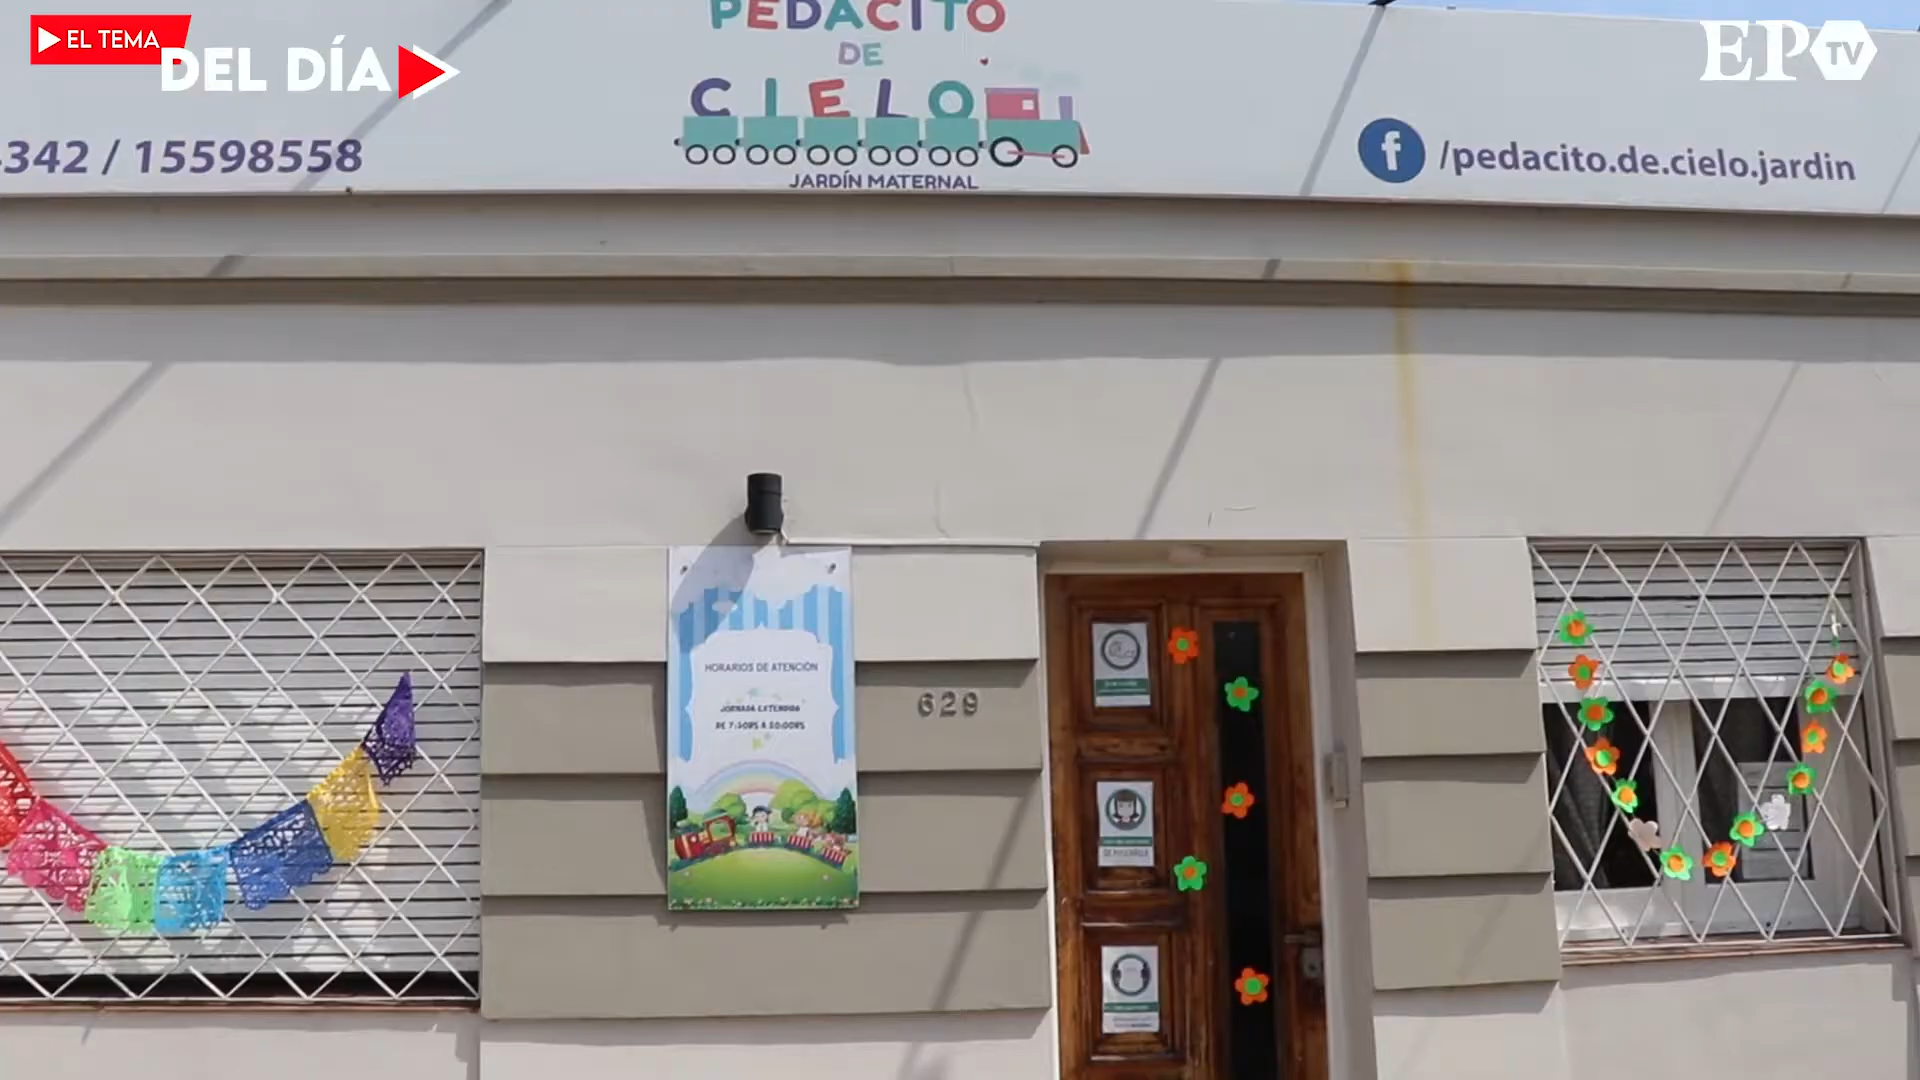 EL TEMA
DEL DÍA
EP TV
PEDACITO
DE
CIELO
JARDÍN MATERNAL
342 / 15598558
f /pedacito.de.cielo.jardin
HORARIOS DE ATENCIÓN
JORNADA EXTENDIDA
629